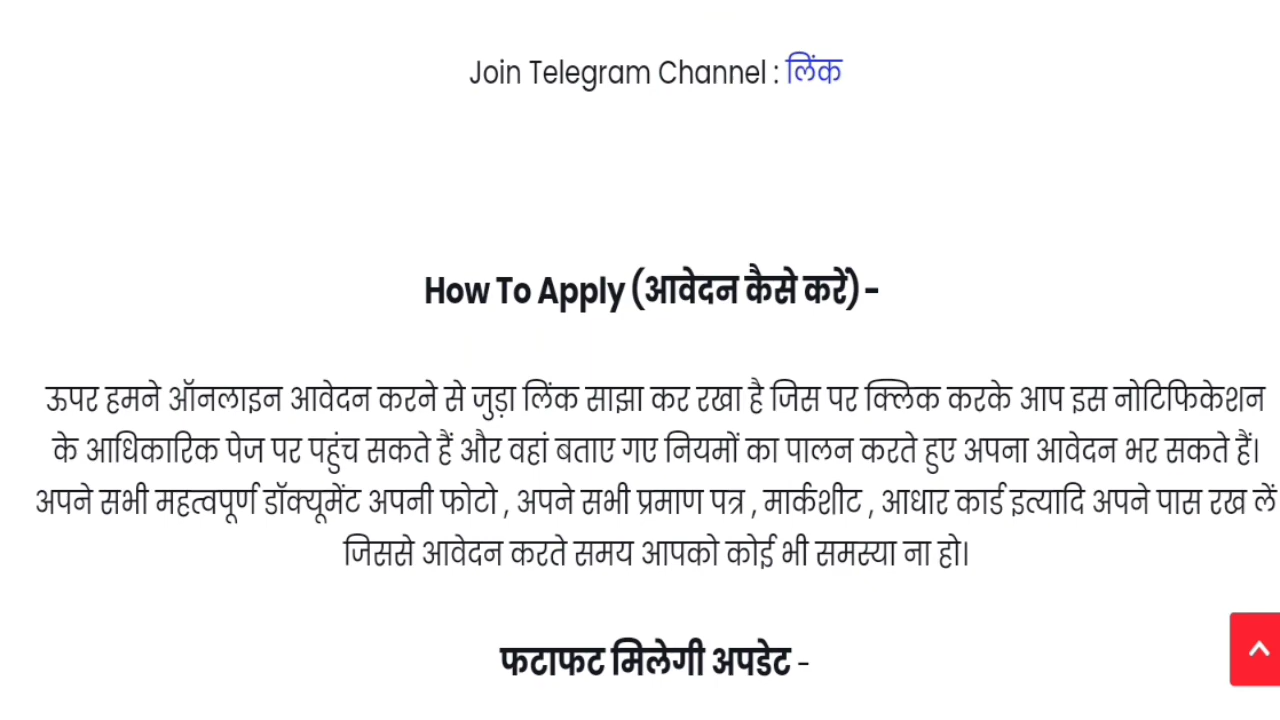 Join Telegram Channel : लिंक
How To Apply (आवेदन कैसे करें) -
ऊपर हमने ऑनलाइन आवेदन करने से जुड़ा लिंक साझा कर रखा है जिस पर क्लिक करके आप इस नोटिफिकेशन
के आधिकारिक पेज पर पहुंच सकते हैं और वहां बताए गए नियमों का पालन करते हुए अपना आवेदन भर सकते हैं।
अपने सभी महत्वपूर्ण डॉक्यूमेंट अपनी फोटो , अपने सभी प्रमाण पत्र , मार्कशीट , आधार कार्ड इत्यादि अपने पास रख लें
जिससे आवेदन करते समय आपको कोई भी समस्या ना हो।
फटाफट मिलेगी अपडेट -